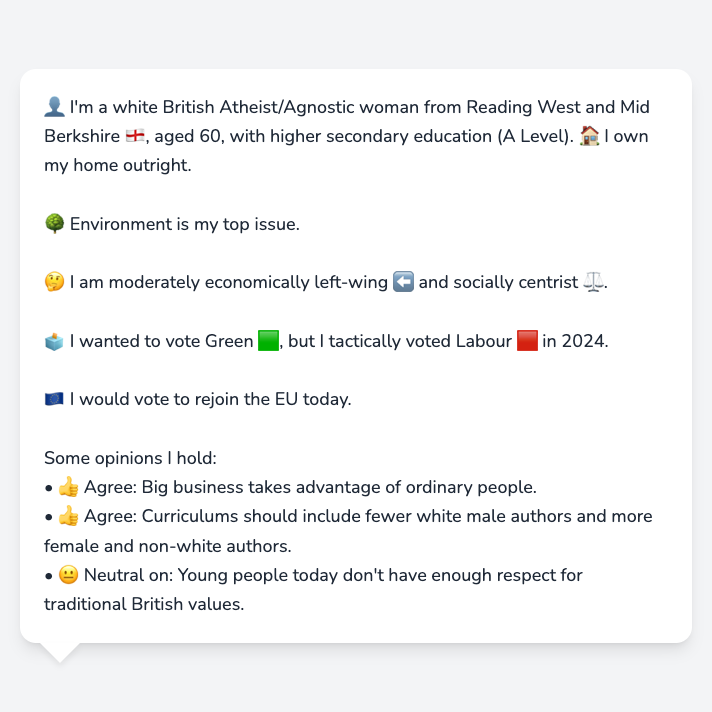 👤 I'm a white British Atheist/Agnostic woman from Reading West and Mid
Berkshire 🏴󠁧󠁢󠁥󠁮󠁧󠁿, aged 60, with higher secondary education (A Level). 🏠 I own
my home outright.
🌳 Environment is my top issue.
🤔 I am moderately economically left-wing ⬅️ and socially centrist ⚖️.
🗳️ I wanted to vote Green 🟩, but I tactically voted Labour 🟥 in 2024.
🇪🇺 I would vote to rejoin the EU today.
Some opinions I hold:
• 👍 Agree: Big business takes advantage of ordinary people.
• 👍 Agree: Curriculums should include fewer white male authors and more
female and non-white authors.
• 😐 Neutral on: Young people today don't have enough respect for
traditional British values.